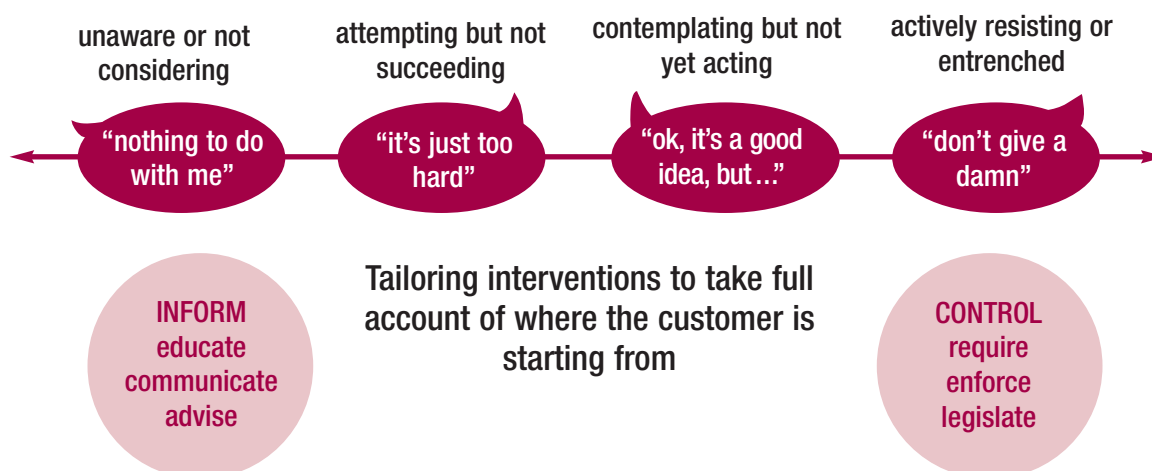 unaware or not
considering
attempting but not
succeeding
contemplating but not
yet acting
actively resisting or
entrenched
“nothing to do
with me”
“it’s just too
hard”
“ok, it’s a good
idea, but ...”
“don’t give a
damn”
INFORM
educate
communicate
advise
Tailoring interventions to take full
account of where the customer is
starting from
CONTROL
require
enforce
legislate